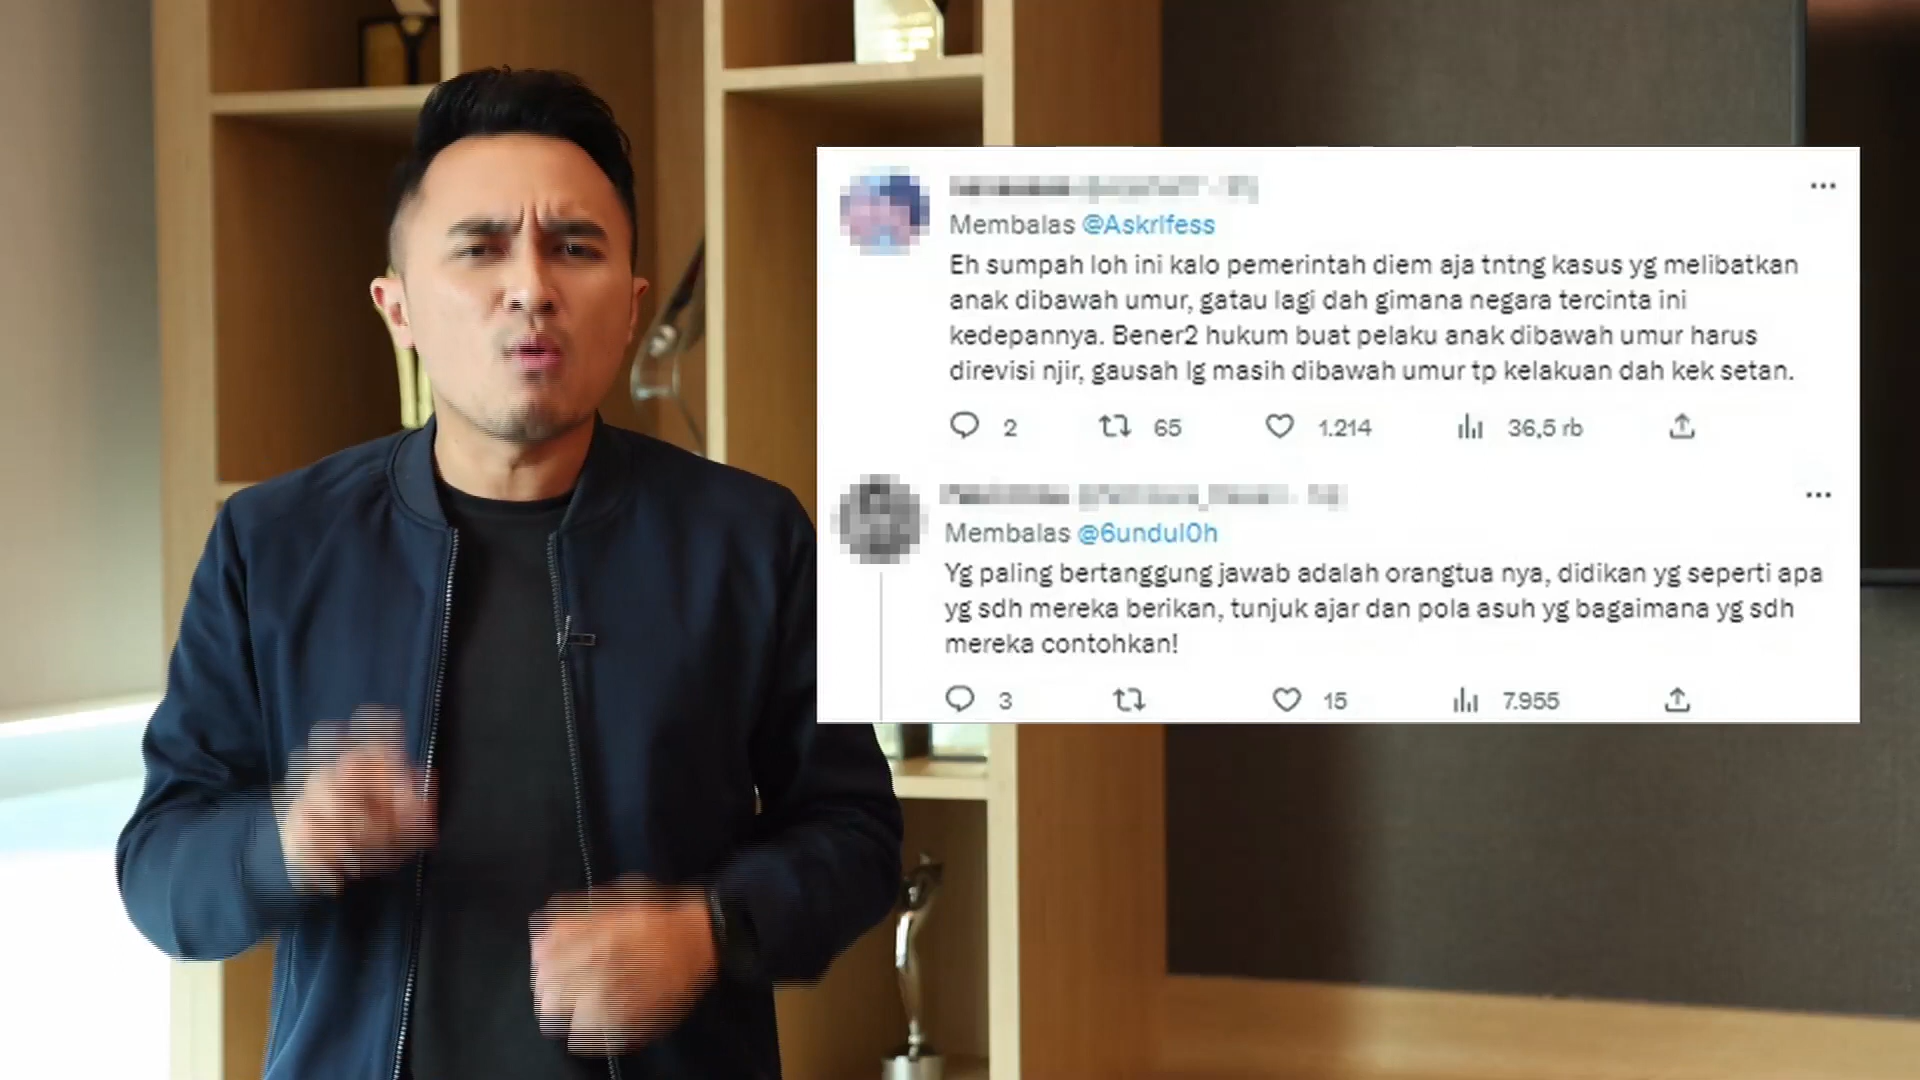 Membalas @Askrlfess
Eh sumpah loh ini kalo pemerintah diem aja tntng kasus yg melibatkan
anak dibawah umur, gatau lagi dah gimana negara tercinta ini
kedepannya. Bener2 hukum buat pelaku anak dibawah umur harus
direvisi njir, gausah lg masih dibawah umur tp kelakuan dah kek setan.
2 65 1.214 36,5 rb
Membalas @6undul0h
Yg paling bertanggung jawab adalah orangtua nya, didikan yg seperti apa
yg sdh mereka berikan, tunjuk ajar dan pola asuh yg bagaimana yg sdh
mereka contohkan!
3 15 7.955